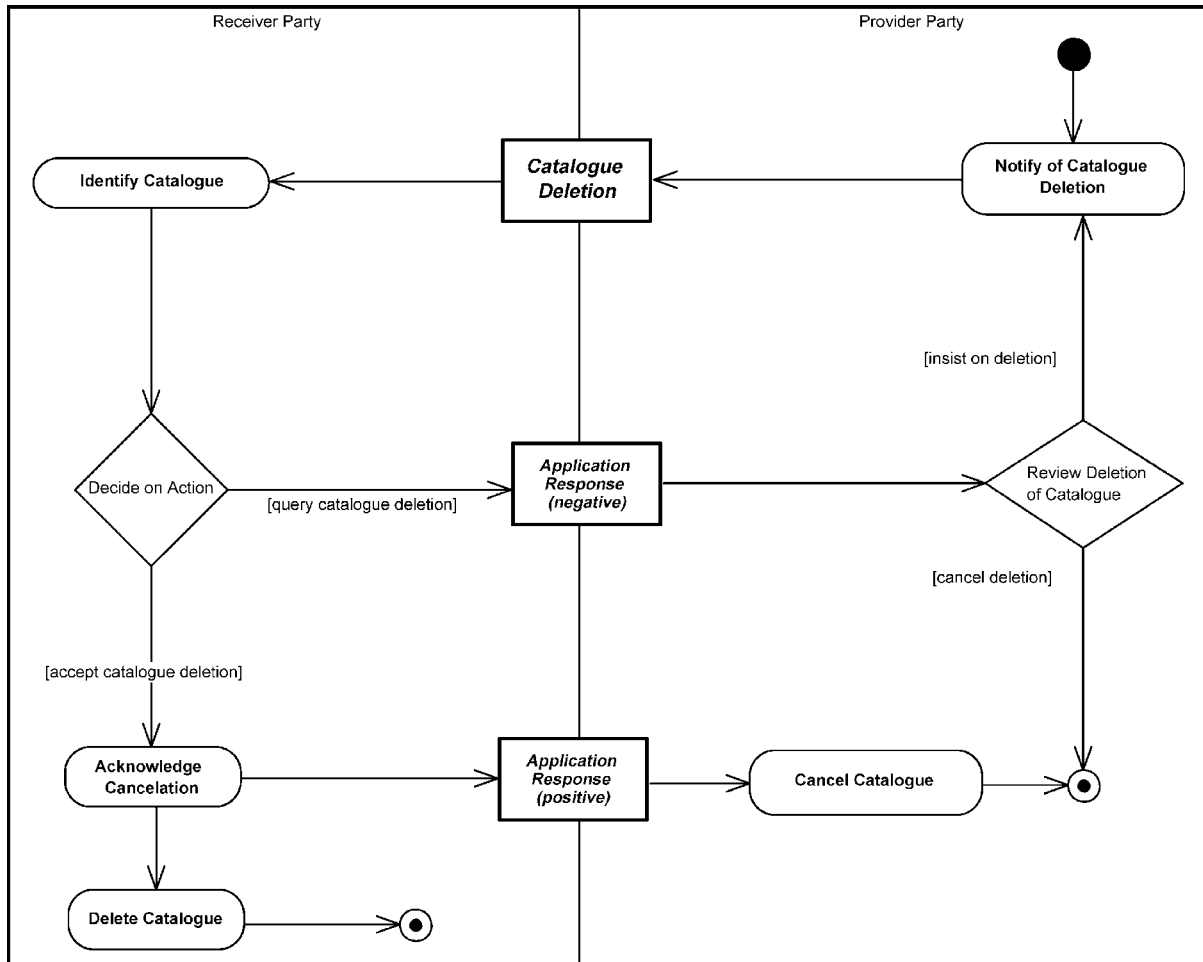 Receiver Party
Provider Party
Identify Catalogue
Catalogue
Deletion
Notify of Catalogue
Deletion
[insist on deletion]
Decide on Action
[query catalogue deletion]
Application
Response
(negative)
Review Deletion
of Catalogue
[cancel deletion]
[accept catalogue deletion]
Acknowledge
Cancelation
Application
Response
(positive)
Cancel Catalogue
Delete Catalogue